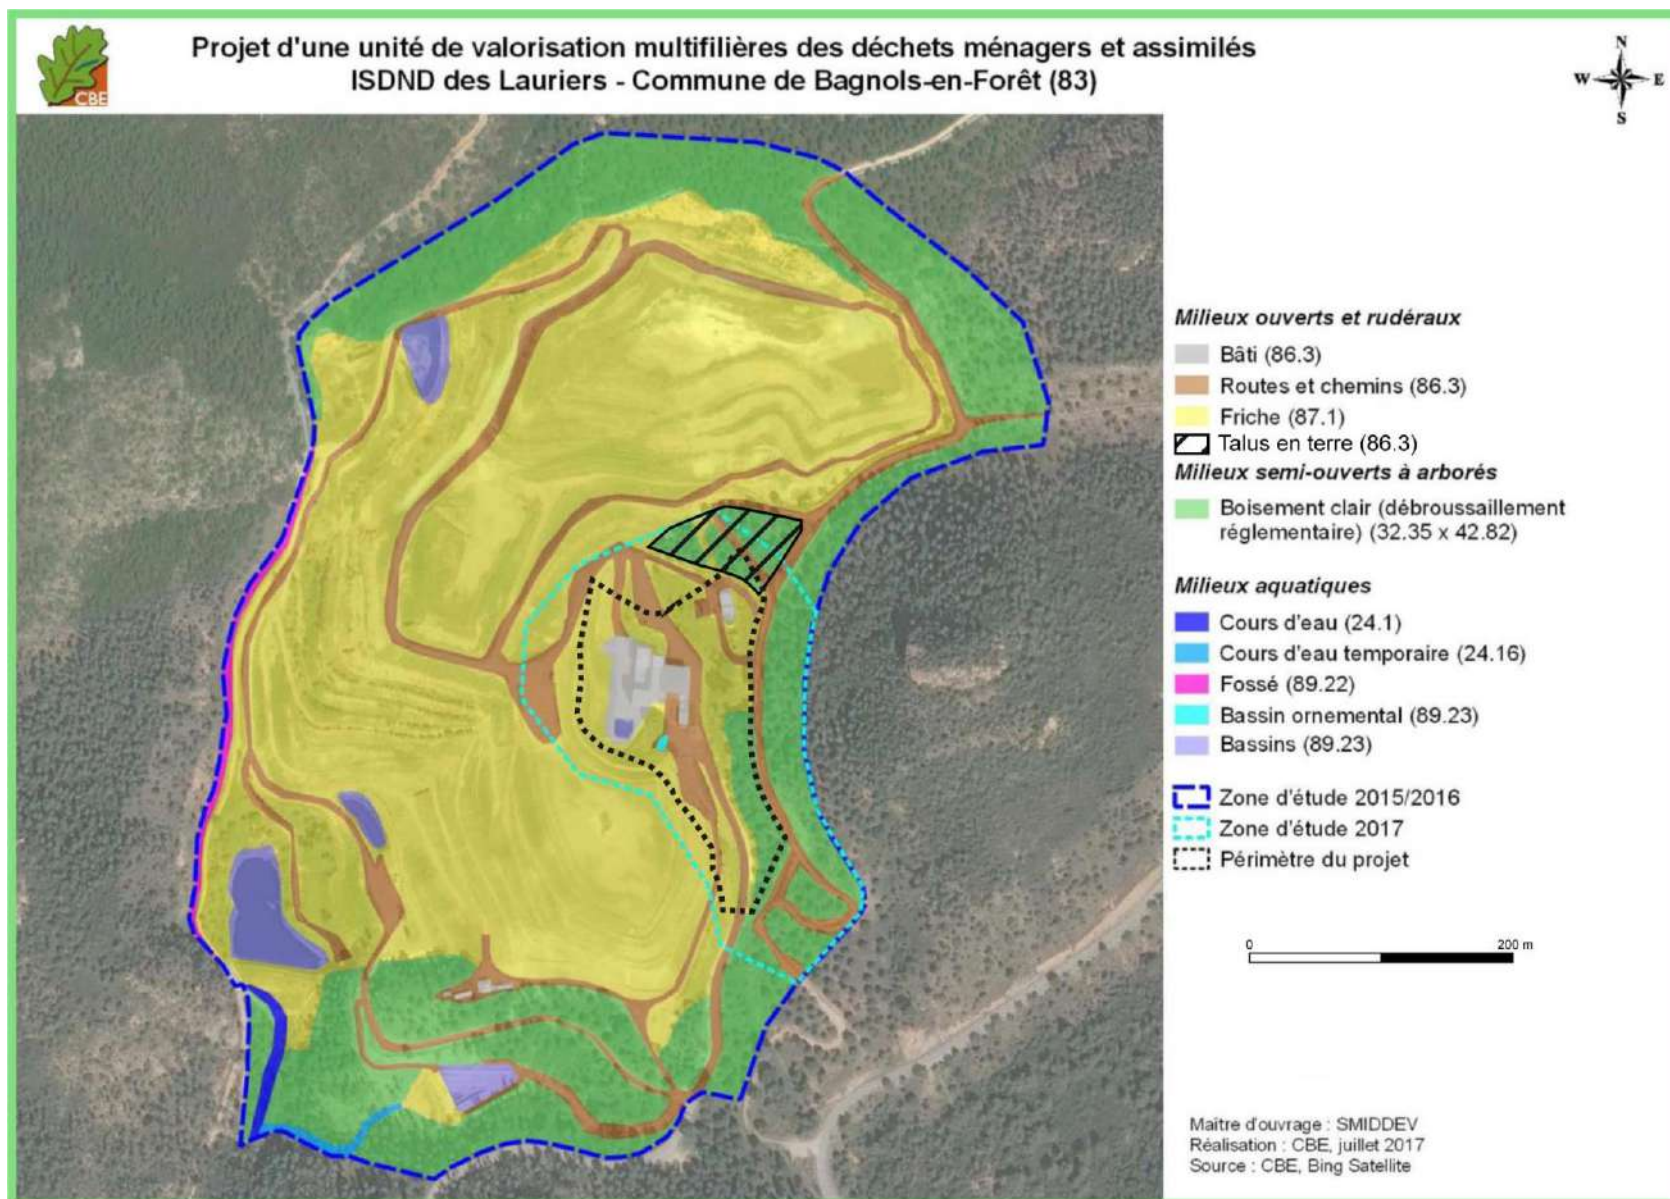 CBE
Projet d'une unité de valorisation multifilières des déchets ménagers et assimilés
ISDND des Lauriers - Commune de Bagnols-en-Forêt (83)
N
W E
S
Milieux ouverts et rudéraux
Bâti (86.3)
Routes et chemins (86.3)
Friche (87.1)
Talus en terre (86.3)
Milieux semi-ouverts à arborés
Boisement clair (débroussaillement
réglementaire) (32.35 x 42.82)
Milieux aquatiques
Cours d'eau (24.1)
Cours d'eau temporaire (24.16)
Fossé (89.22)
Bassin ornemental (89.23)
Bassins (89.23)
Zone d'étude 2015/2016
Zone d'étude 2017
Périmètre du projet
0 200 m
Maître d'ouvrage : SMIDDEV
Réalisation : CBE, juillet 2017
Source : CBE, Bing Satellite